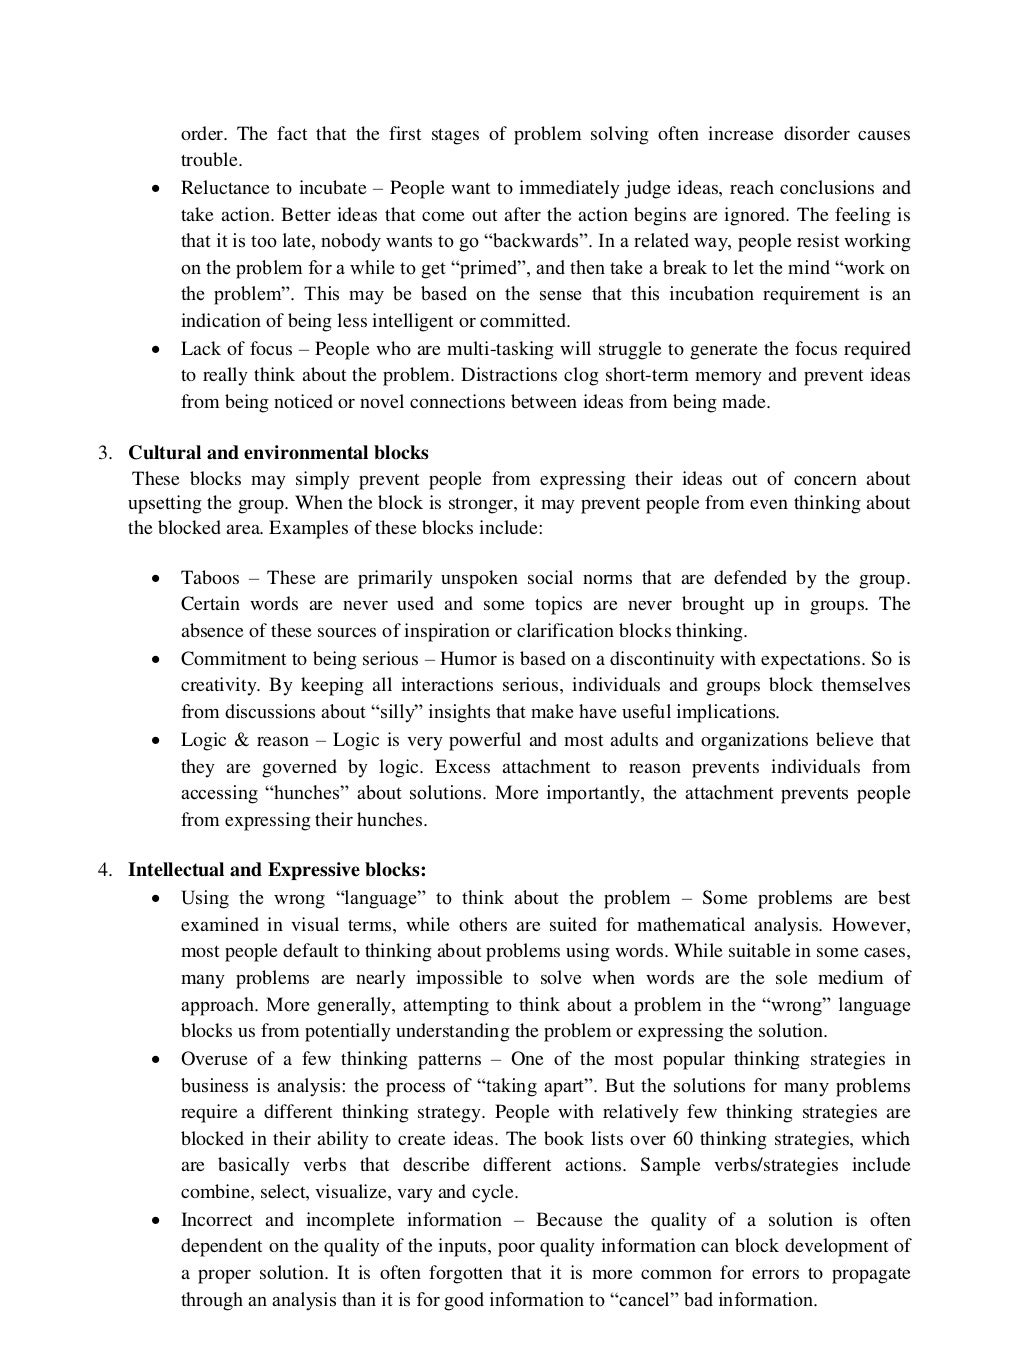 order. The fact that the first stages of problem solving often increase disorder causes
trouble.
• Reluctance to incubate – People want to immediately judge ideas, reach conclusions and
take action. Better ideas that come out after the action begins are ignored. The feeling is
that it is too late, nobody wants to go “backwards”. In a related way, people resist working
on the problem for a while to get “primed”, and then take a break to let the mind “work on
the problem”. This may be based on the sense that this incubation requirement is an
indication of being less intelligent or committed.
• Lack of focus – People who are multi-tasking will struggle to generate the focus required
to really think about the problem. Distractions clog short-term memory and prevent ideas
from being noticed or novel connections between ideas from being made.
3. Cultural and environmental blocks
These blocks may simply prevent people from expressing their ideas out of concern about
upsetting the group. When the block is stronger, it may prevent people from even thinking about
the blocked area. Examples of these blocks include:
• Taboos – These are primarily unspoken social norms that are defended by the group.
Certain words are never used and some topics are never brought up in groups. The
absence of these sources of inspiration or clarification blocks thinking.
• Commitment to being serious – Humor is based on a discontinuity with expectations. So is
creativity. By keeping all interactions serious, individuals and groups block themselves
from discussions about “silly” insights that make have useful implications.
• Logic & reason – Logic is very powerful and most adults and organizations believe that
they are governed by logic. Excess attachment to reason prevents individuals from
accessing “hunches” about solutions. More importantly, the attachment prevents people
from expressing their hunches.
4. Intellectual and Expressive blocks:
• Using the wrong “language” to think about the problem – Some problems are best
examined in visual terms, while others are suited for mathematical analysis. However,
most people default to thinking about problems using words. While suitable in some cases,
many problems are nearly impossible to solve when words are the sole medium of
approach. More generally, attempting to think about a problem in the “wrong” language
blocks us from potentially understanding the problem or expressing the solution.
• Overuse of a few thinking patterns – One of the most popular thinking strategies in
business is analysis: the process of “taking apart”. But the solutions for many problems
require a different thinking strategy. People with relatively few thinking strategies are
blocked in their ability to create ideas. The book lists over 60 thinking strategies, which
are basically verbs that describe different actions. Sample verbs/strategies include
combine, select, visualize, vary and cycle.
• Incorrect and incomplete information – Because the quality of a solution is often
dependent on the quality of the inputs, poor quality information can block development of
a proper solution. It is often forgotten that it is more common for errors to propagate
through an analysis than it is for good information to “cancel” bad information.